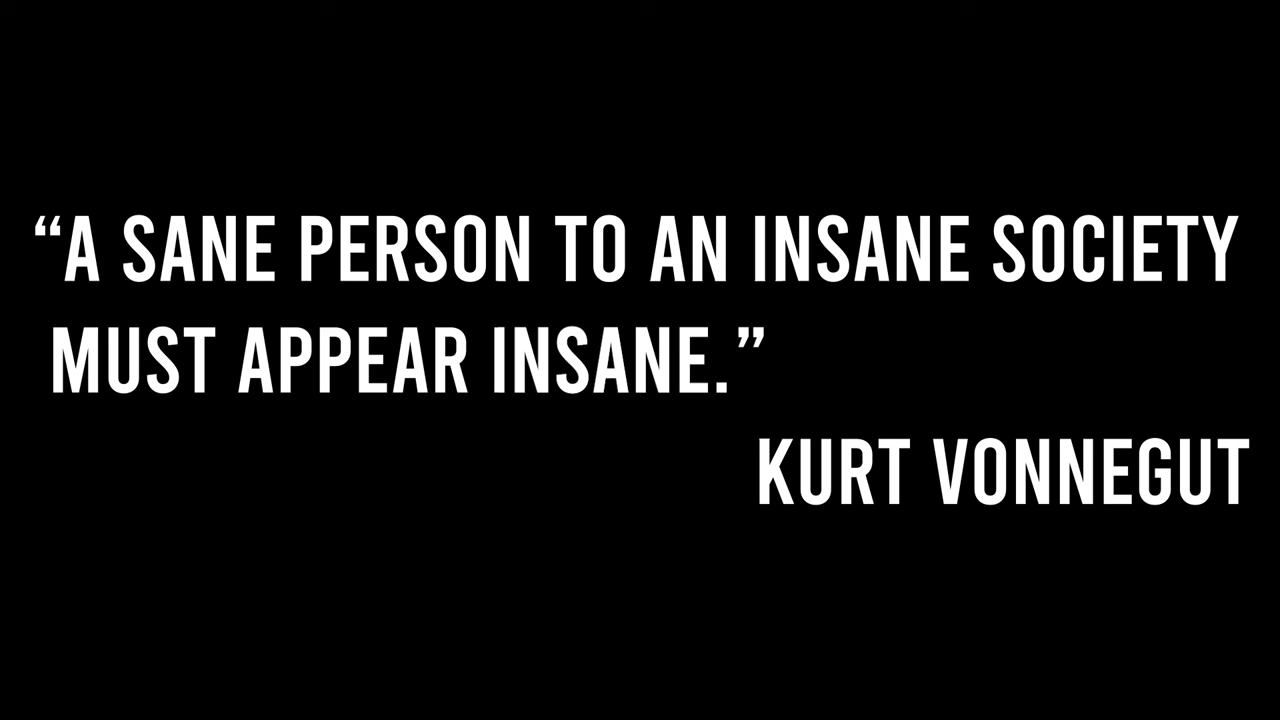 “A SANE PERSON TO AN INSANE SOCIETY
MUST APPEAR INSANE.”
KURT VONNEGUT